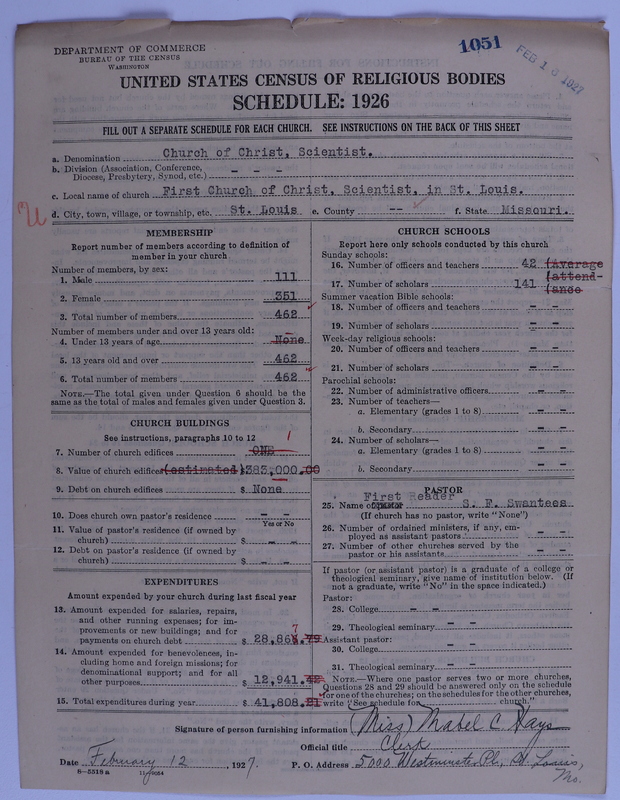 DEPARTMENT OF COMMERCE
BUREAU OF THE CENSUS
WASHINGTON
1051
FEB 16 1927
UNITED STATES CENSUS OF RELIGIOUS BODIES
SCHEDULE: 1926
FILL OUT A SEPARATE SCHEDULE FOR EACH CHURCH. SEE INSTRUCTIONS ON THE BACK OF THIS SHEET
a. Denomination Church of Christ, Scientist.
b. Division (Association, Conference, Diocese, Presbytery, Synod, etc.) - - -
c. Local name of church First Church of Christ, Scientist, in St. Louis.
d. City, town, village, or township, etc. St. Louis e. County -- f. State Missouri.
MEMBERSHIP
Report number of members according to definition of
member in your church
Number of members, by sex:
1. Male 111
2. Female 351
3. Total number of members 462
Number of members under and over 13 years old:
4. Under 13 years of age None
5. 13 years old and over 462
6. Total number of members 462
NOTE.—The total given under Question 6 should be
same as the total of males and females given under Question 3.
CHURCH BUILDINGS
See instructions, paragraphs 10 to 12
7. Number of church edifices ONE 1
8. Value of church edifices (estimated) $383,000.00
9. Debt on church edifices $ None
10. Does church own pastor's residence - -
Yes or No
11. Value of pastor's residence (if owned by
church) $ - -
12. Debt on pastor's residence (if owned by
church) $ - -
EXPENDITURES
Amount expended by your church during last fiscal year
13. Amount expended for salaries, repairs,
and other running expenses; for im-
provements or new buildings; and for
payments on church debt $ 28,866.79 7
14. Amount expended for benevolences, in-
cluding home and foreign missions; for
denominational support; and for all
other purposes $ 12,941.42
15. Total expenditures during year $ 41,808.21
CHURCH SCHOOLS
Report here only schools conducted by this church
Sunday schools:
16. Number of officers and teachers 42 (Average
17. Number of scholars 141 (attend-
(ance
Summer vacation Bible schools:
18. Number of officers and teachers - -
19. Number of scholars - -
Week-day religious schools:
20. Number of officers and teachers - -
21. Number of scholars - -
Parochial schools:
22. Number of administrative officers - -
23. Number of teachers—
a. Elementary (grades 1 to 8) - -
b. Secondary - -
24. Number of scholars—
a. Elementary (grades 1 to 8) - -
b. Secondary - -
PASTOR
First Reader
25. Name of pastor S. F. Swantees
(If church has no pastor, write "None")
26. Number of ordained ministers, if any, em-
ployed as assistant pastors - -
27. Number of other churches served by the
pastor or his assistants - -
If pastor (or assistant pastor) is a graduate of a college or
theological seminary, give name of institution below. (If
not a graduate, write "No" in the space indicated.)
Pastor:
28. College - -
29. Theological seminary - -
Assistant pastor:
30. College - -
31. Theological seminary - -
NOTE.—Where one pastor serves two or more churches,
Questions 28 and 29 should be answered only on the schedule
for one of the churches; on the schedules for the other churches,
write "See schedule for church."
Signature of person furnishing information (Miss) Mabel C. Hays
Official title Clerk
Date February 12, 1927. P. O. Address 5000 Westminster Pl., St. Louis,
Mo.
8-5318 a